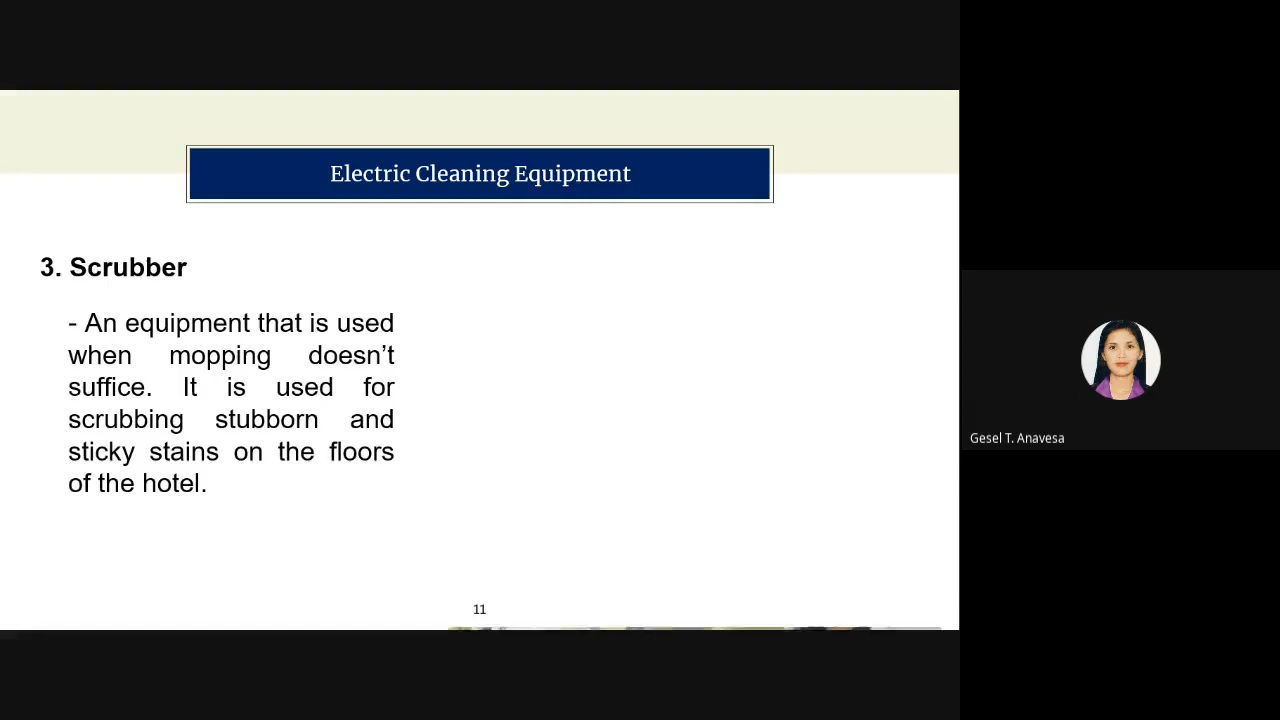 Electric Cleaning Equipment
3. Scrubber
- An equipment that is used
when mopping doesn’t
suffice. It is used for
scrubbing stubborn and
sticky stains on the floors
of the hotel.
11
Gesel T. Anavesa